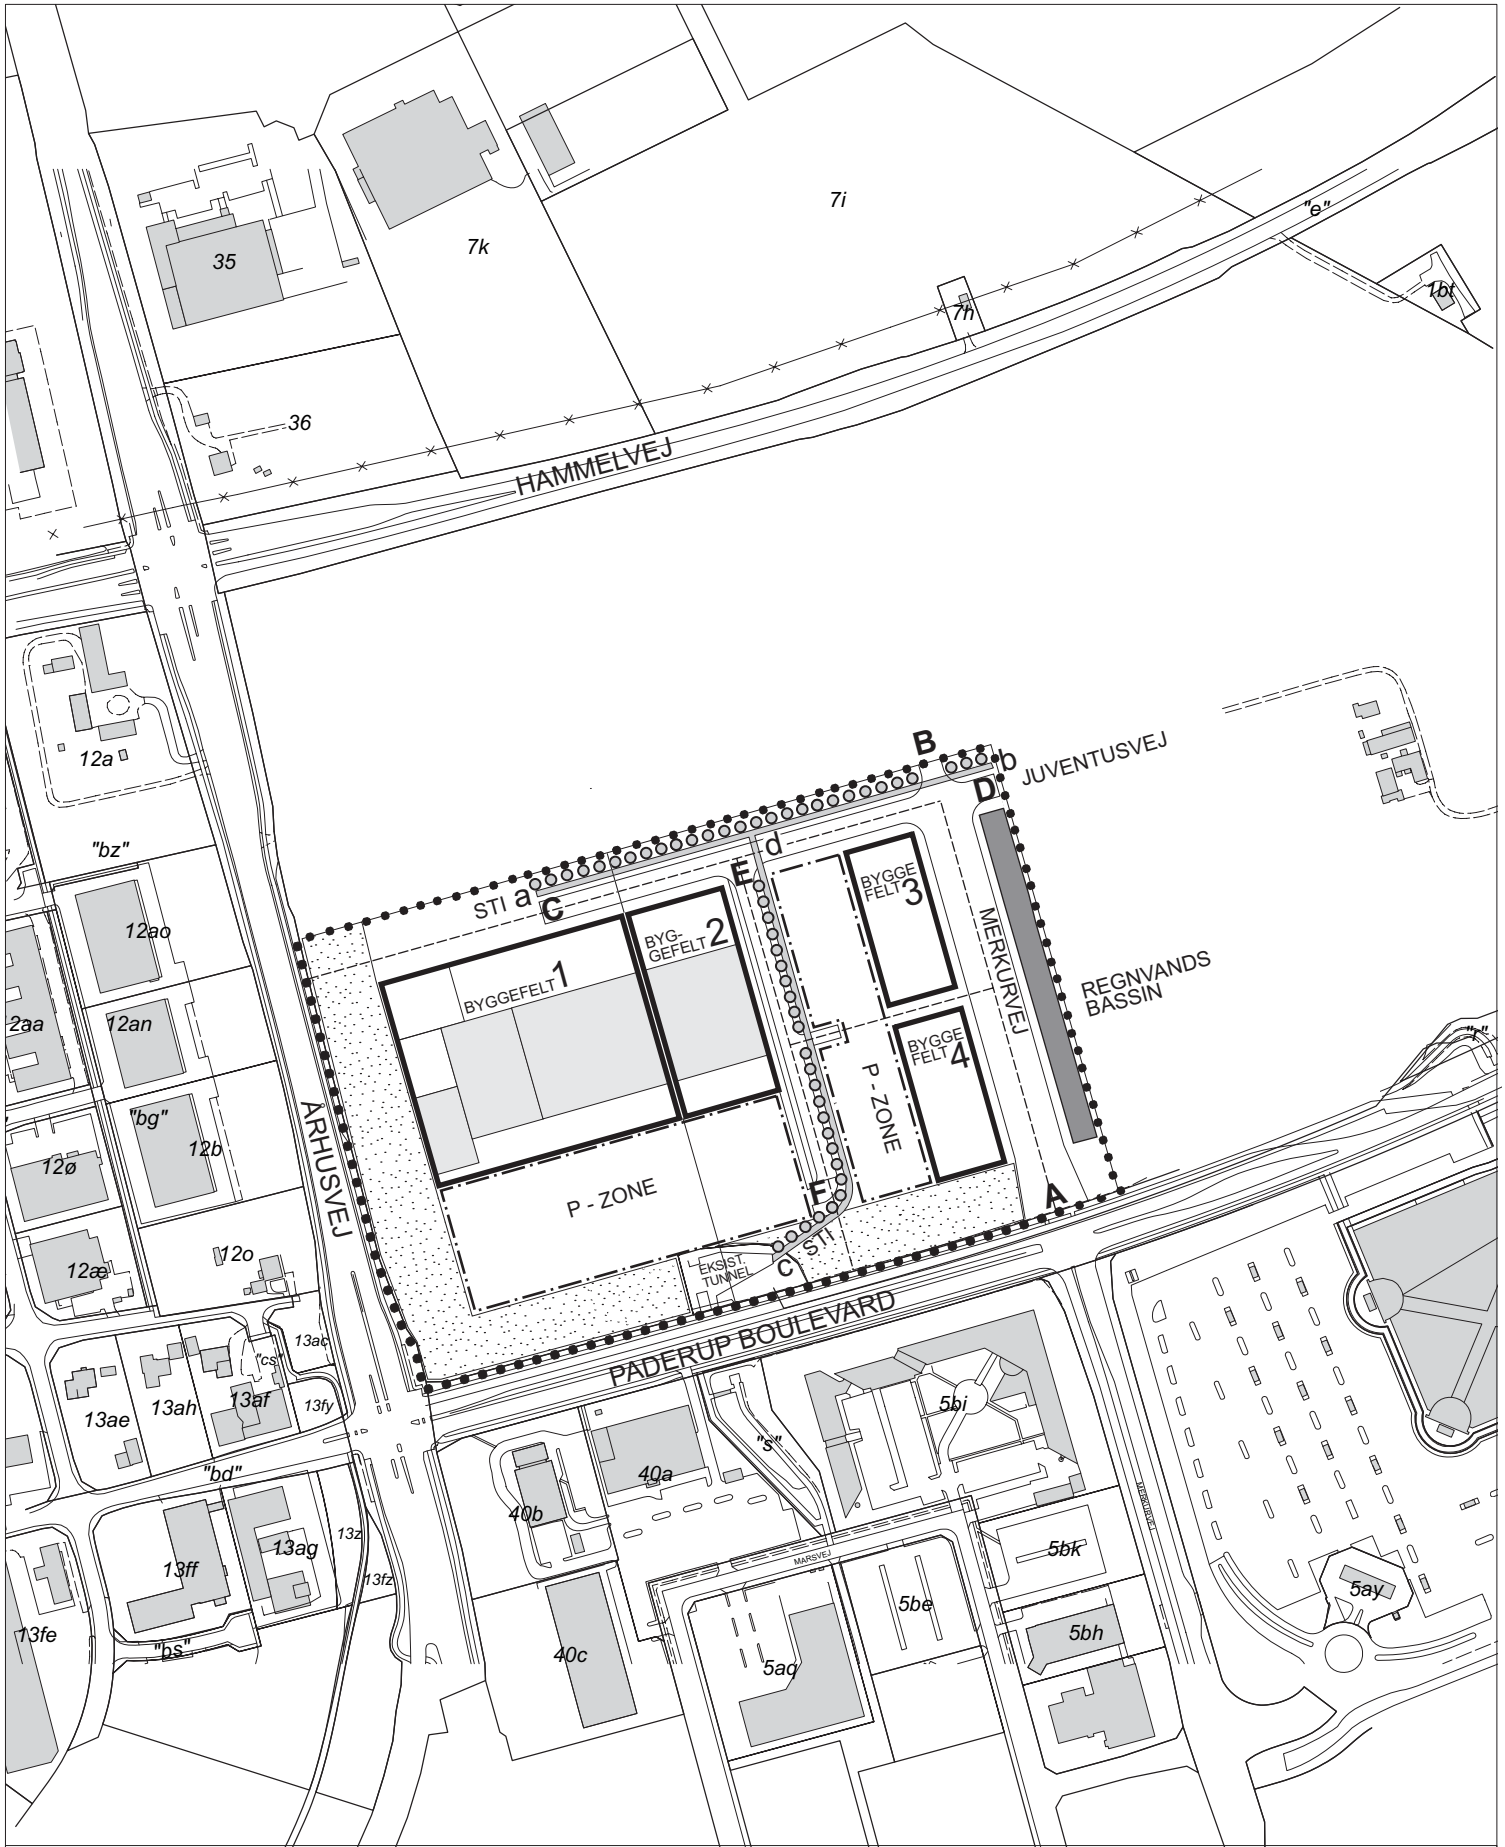 7i
"e"
35
7k
1bt
7h
36
HAMMELVEJ
B
b
JUVENTUSVEJ
12a
D
"bz"
d
E
STI
a
C
BYGGE
FELT
3
12ao
BYG-
GEFELT
2
MERKURVEJ
BYGGEFELT
1
REGNVANDS
BASSIN
12aa
12an
"r"
BYGGE
FELT
4
P - ZONE
"bg"
ÅRHUSVEJ
12b
12ø
P - ZONE
F
A
12o
STI
12æ
EKSIST.
TUNNEL
c
PADERUP BOULEVARD
13ac
"cs"
13ae
13ah
13af
13fy
5bi
"s"
"bd"
40a
40b
MERKURVEJ
13z
13ag
13ff
13fz
MARSVEJ
5bk
5ay
5be
13fe
"bs"
5bh
40c
5aq